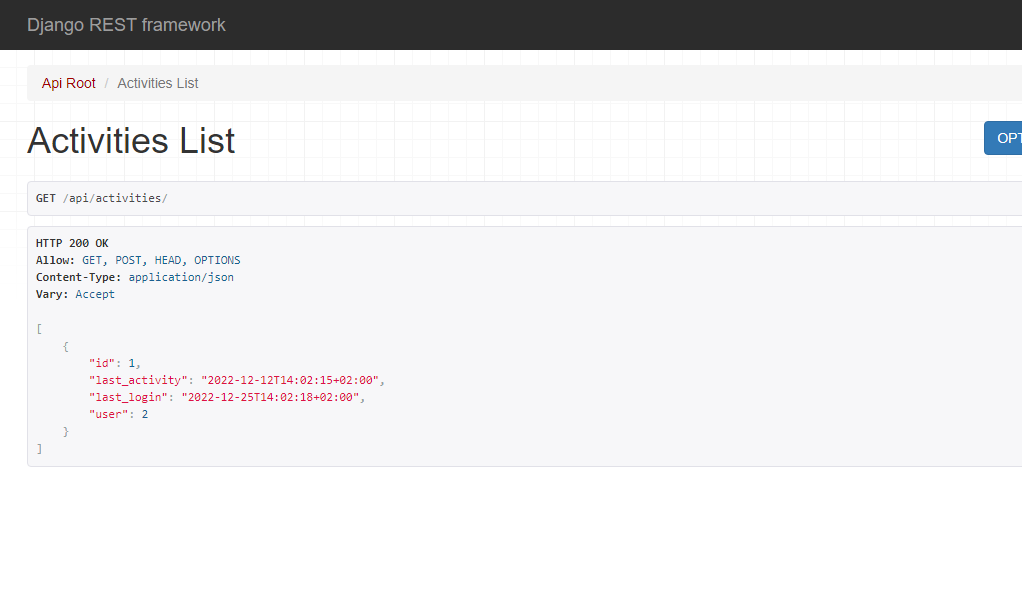 Django REST framework
Api Root / Activities List
Activities List
OPT
GET /api/activities/
HTTP 200 OK
Allow: GET, POST, HEAD, OPTIONS
Content-Type: application/json
Vary: Accept
[
    {
        "id": 1,
        "last_activity": "2022-12-12T14:02:15+02:00",
        "last_login": "2022-12-25T14:02:18+02:00",
        "user": 2
    }
]